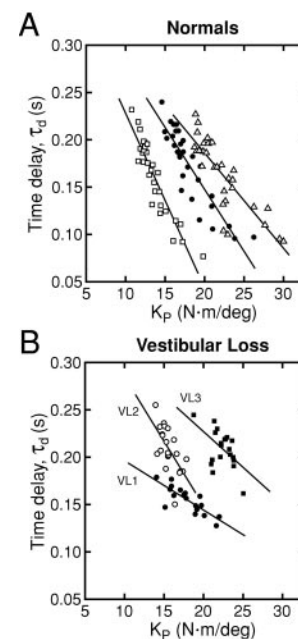 A
Normals
Time delay, τd (s)
0.30
0.25
0.20
0.15
0.10
0.05
5 10 15 20 25 30
KP (N·m/deg)
B
Vestibular Loss
Time delay, τd (s)
0.30
0.25
0.20
0.15
0.10
0.05
VL2
VL3
VL1
5 10 15 20 25 30
KP (N·m/deg)